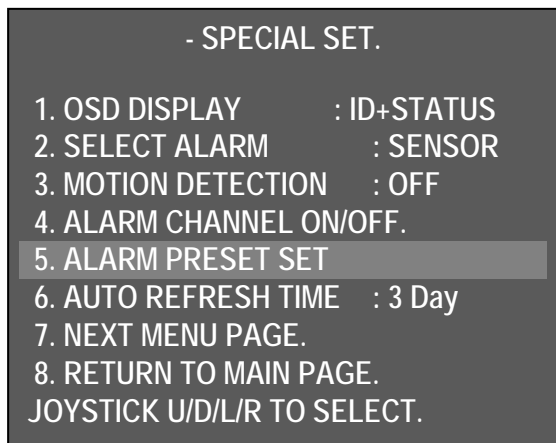 - SPECIAL SET.
1. OSD DISPLAY : ID+STATUS
2. SELECT ALARM : SENSOR
3. MOTION DETECTION : OFF
4. ALARM CHANNEL ON/OFF.
5. ALARM PRESET SET
6. AUTO REFRESH TIME : 3 Day
7. NEXT MENU PAGE.
8. RETURN TO MAIN PAGE.
JOYSTICK U/D/L/R TO SELECT.